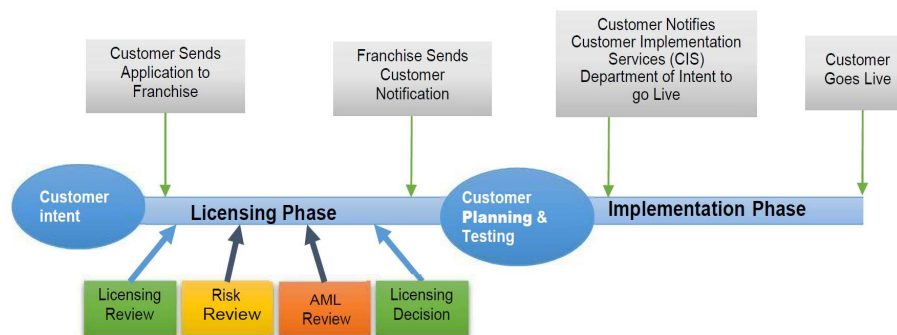 Customer Sends
Application to
Franchise
Franchise Sends
Customer
Notification
Customer Notifies
Customer Implementation
Services (CIS)
Department of Intent to
go Live
Customer
Goes Live
Customer
intent
Licensing Phase
Customer
Planning &
Testing
Implementation Phase
Licensing
Review
Risk
Review
AML
Review
Licensing
Decision